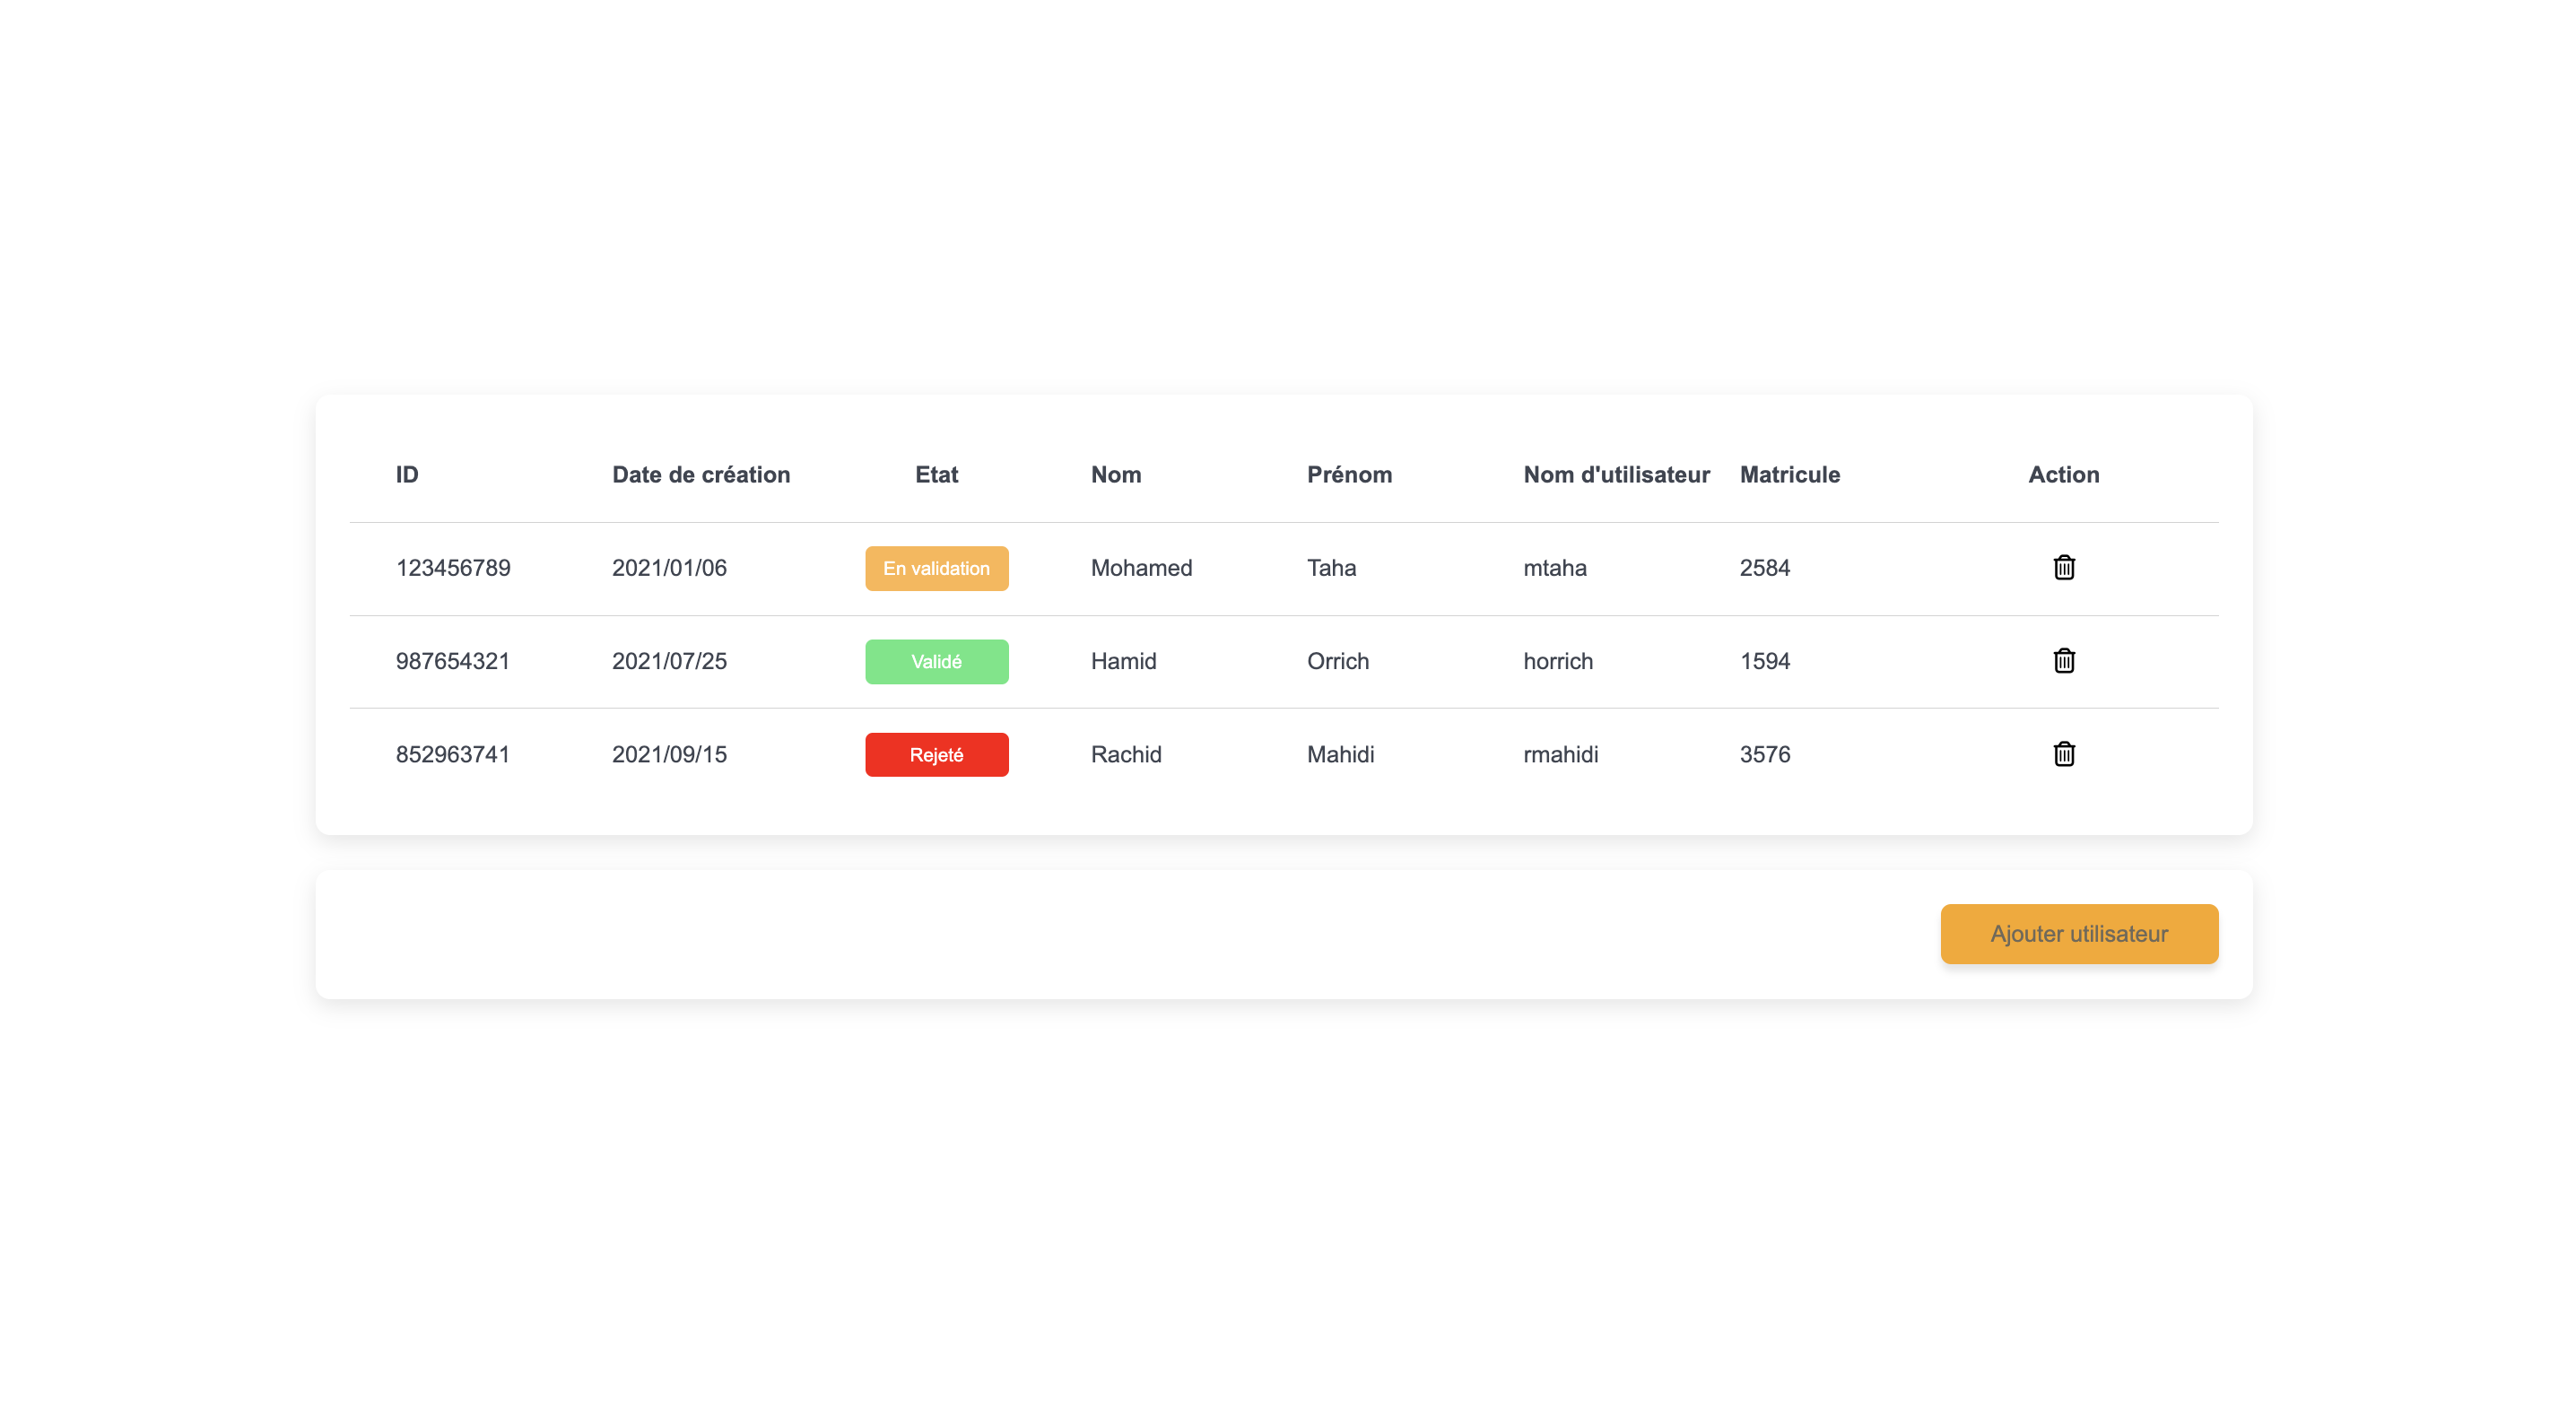 ID Date de création Etat Nom Prénom Nom d'utilisateur Matricule Action
123456789 2021/01/06 En validation Mohamed Taha mtaha 2584
987654321 2021/07/25 Validé Hamid Orrich horrich 1594
852963741 2021/09/15 Rejeté Rachid Mahidi rmahidi 3576
Ajouter utilisateur